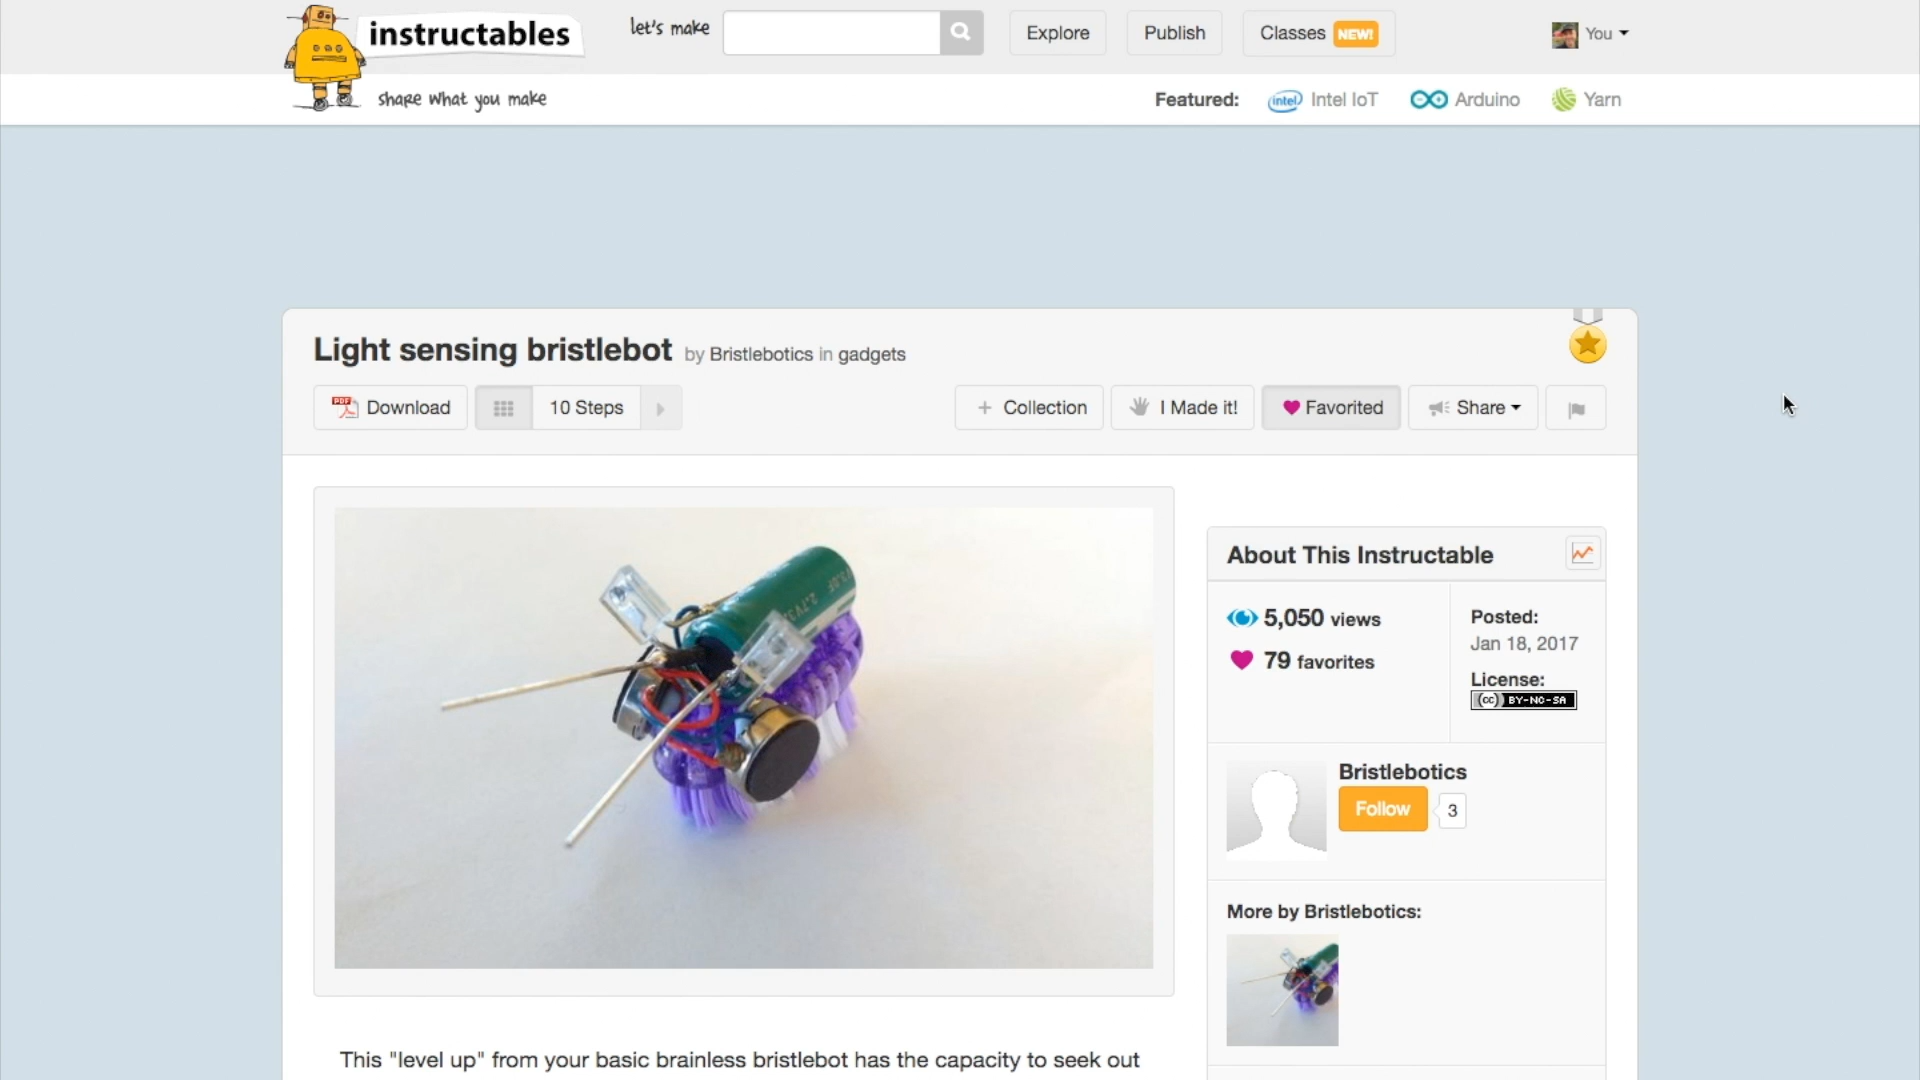 instructables
let's make
Explore
Publish
Classes NEW!
You
share what you make
Featured:
intel Intel IoT
Arduino
Yarn
Light sensing bristlebot by Bristlebotics in gadgets
PDF Download
10 Steps
+ Collection
I Made it!
Favorited
Share
About This Instructable
5,050 views
79 favorites
Posted:
Jan 18, 2017
License:
(cc) BY-NC-SA
Bristlebotics
Follow
3
More by Bristlebotics:
This "level up" from your basic brainless bristlebot has the capacity to seek out